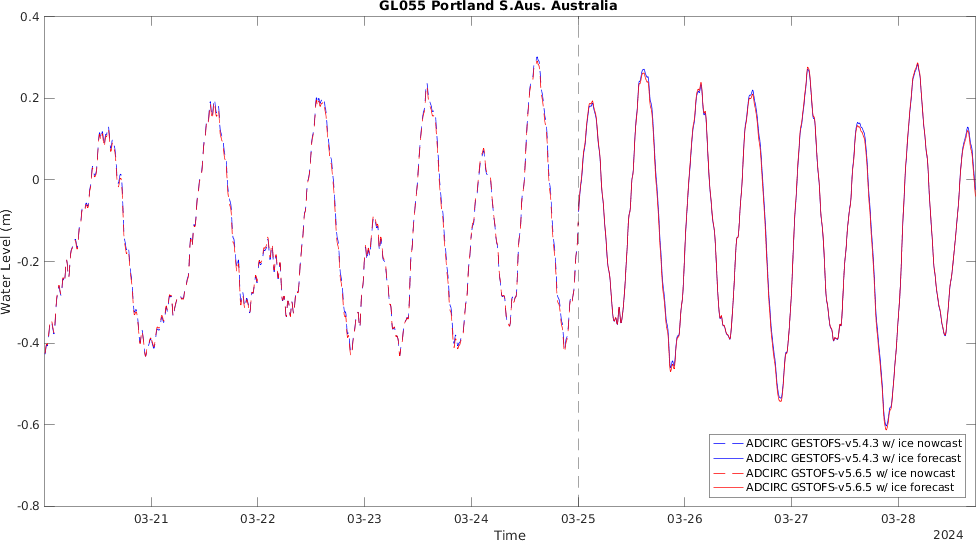 GL055 Portland S.Aus. Australia
0.4
0.2
0
-0.2
-0.4
-0.6
-0.8
Water Level (m)
03-21
03-22
03-23
03-24
03-25
03-26
03-27
03-28
Time
2024
ADCIRC GESTOFS-v5.4.3 w/ ice nowcast
ADCIRC GESTOFS-v5.4.3 w/ ice forecast
ADCIRC GSTOFS-v5.6.5 w/ ice nowcast
ADCIRC GSTOFS-v5.6.5 w/ ice forecast